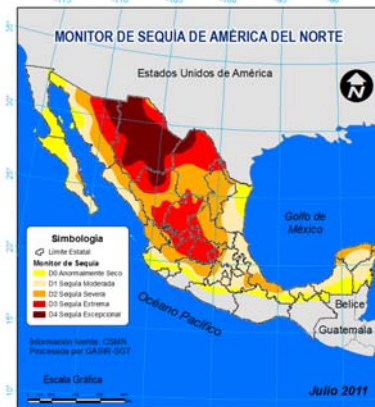 MONITOR DE SEQUÍA DE AMÉRICA DEL NORTE
Estados Unidos de América
N
Golfo de
México
Simbología
Límite Estatal
Monitor de Sequía
D0 Anormalmente Seco
D1 Sequía Moderada
D2 Sequía Severa
D3 Sequía Extrema
D4 Sequía Excepcional
Océano Pacífico
Belice
Guatemala
Información fuente: CSMN
Procesada por GASIR-SGT
Escala Gráfica
Julio 2011